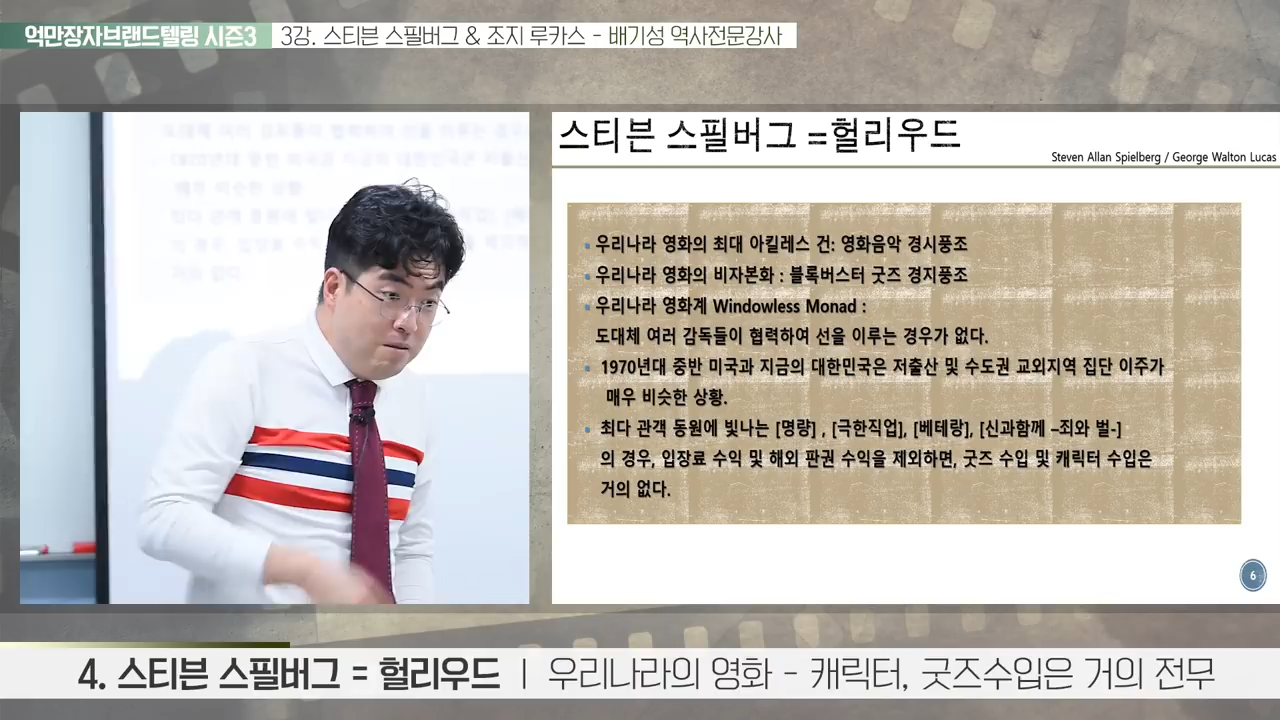 억만장자브랜드텔링 시즌3 3강. 스티븐 스필버그 & 조지 루카스 - 배기성 역사전문강사
스티븐 스필버그 =헐리우드
Steven Allan Spielberg / George Walton Lucas
우리나라 영화의 최대 아킬레스 건: 영화음악 경시풍조
우리나라 영화의 비자본화 : 블록버스터 굿즈 경지풍조
우리나라 영화계 Windowless Monad :
도대체 여러 감독들이 협력하여 선을 이루는 경우가 없다.
1970년대 중반 미국과 지금의 대한민국은 저출산 및 수도권 교외지역 집단 이주가
매우 비슷한 상황.
최다 관객 동원에 빛나는 [명량] , [극한직업], [베테랑], [신과함께 –죄와 벌-]
의 경우, 입장료 수익 및 해외 판권 수익을 제외하면, 굿즈 수입 및 캐릭터 수입은
거의 없다.
6
4. 스티븐 스필버그 = 헐리우드 | 우리나라의 영화 - 캐릭터, 굿즈수입은 거의 전무